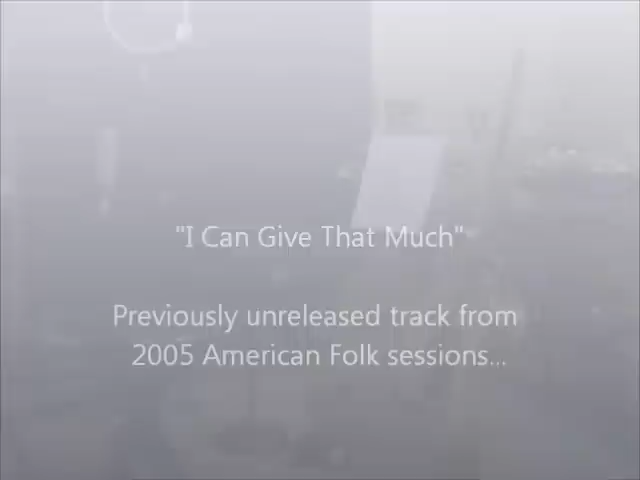 "I Can Give That Much"
Previously unreleased track from
2005 American Folk sessions...